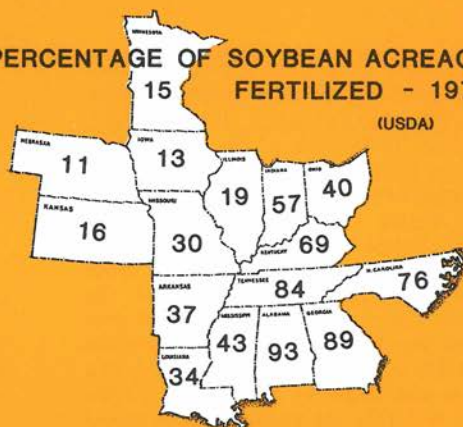 PERCENTAGE OF SOYBEAN ACREAG
FERTILIZED - 197
(USDA)
MINNESOTA
15
NEBRASKA
11
IOWA
13
ILLINOIS
19
INDIANA
57
OHIO
40
KANSAS
16
MISSOURI
30
KENTUCKY
69
ARKANSAS
37
TENNESSEE
84
N. CAROLINA
76
LOUISIANA
34
MISSISSIPPI
43
ALABAMA
93
GEORGIA
89